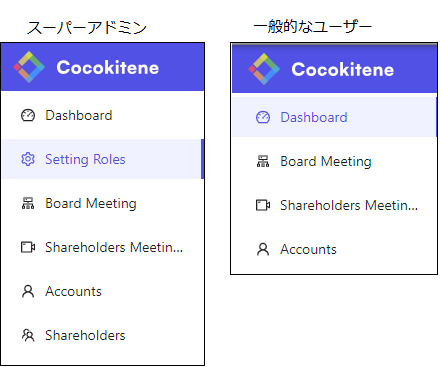 スーパーアドミン
Cocokitene
Dashboard
Setting Roles
Board Meeting
Shareholders Meetin...
Accounts
Shareholders
一般的なユーザー
Cocokitene
Dashboard
Board Meeting
Shareholders Meetin...
Accounts